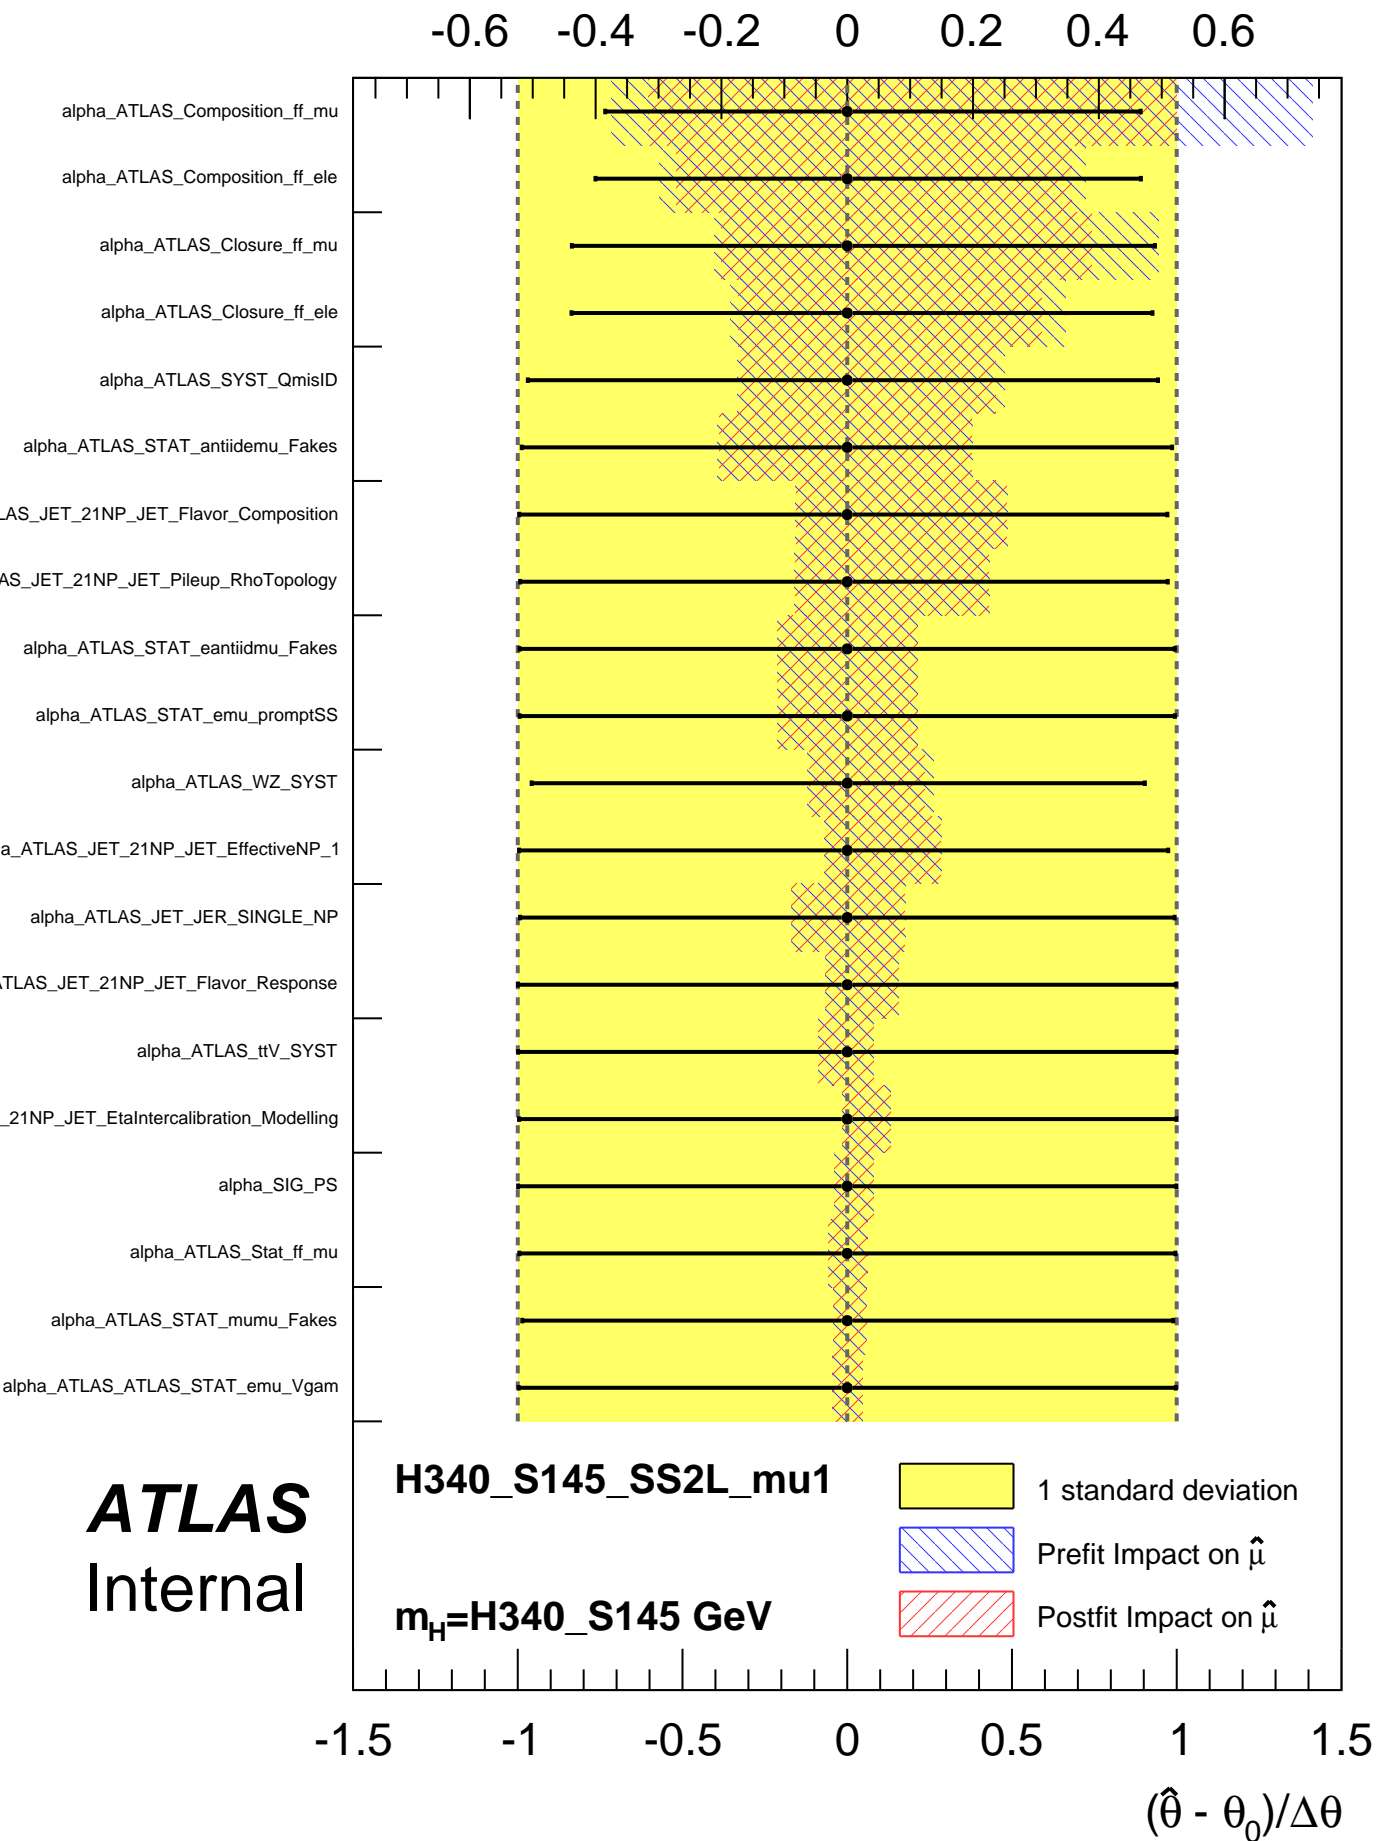 -0.6 -0.4 -0.2 0 0.2 0.4 0.6
alpha_ATLAS_Composition_ff_mu
alpha_ATLAS_Composition_ff_ele
alpha_ATLAS_Closure_ff_mu
alpha_ATLAS_Closure_ff_ele
alpha_ATLAS_SYST_QmisID
alpha_ATLAS_STAT_antiidemu_Fakes
LAS_JET_21NP_JET_Flavor_Composition
AS_JET_21NP_JET_Pileup_RhoTopology
alpha_ATLAS_STAT_eantiidmu_Fakes
alpha_ATLAS_STAT_emu_promptSS
alpha_ATLAS_WZ_SYST
a_ATLAS_JET_21NP_JET_EffectiveNP_1
alpha_ATLAS_JET_JER_SINGLE_NP
ATLAS_JET_21NP_JET_Flavor_Response
alpha_ATLAS_ttV_SYST
_21NP_JET_EtaIntercalibration_Modelling
alpha_SIG_PS
alpha_ATLAS_Stat_ff_mu
alpha_ATLAS_STAT_mumu_Fakes
alpha_ATLAS_ATLAS_STAT_emu_Vgam
ATLAS
Internal
H340_S145_SS2L_mu1
m_H=H340_S145 GeV
1 standard deviation
Prefit Impact on μ̂
Postfit Impact on μ̂
-1.5 -1 -0.5 0 0.5 1 1.5
(θ̂ - θ₀)/Δθ